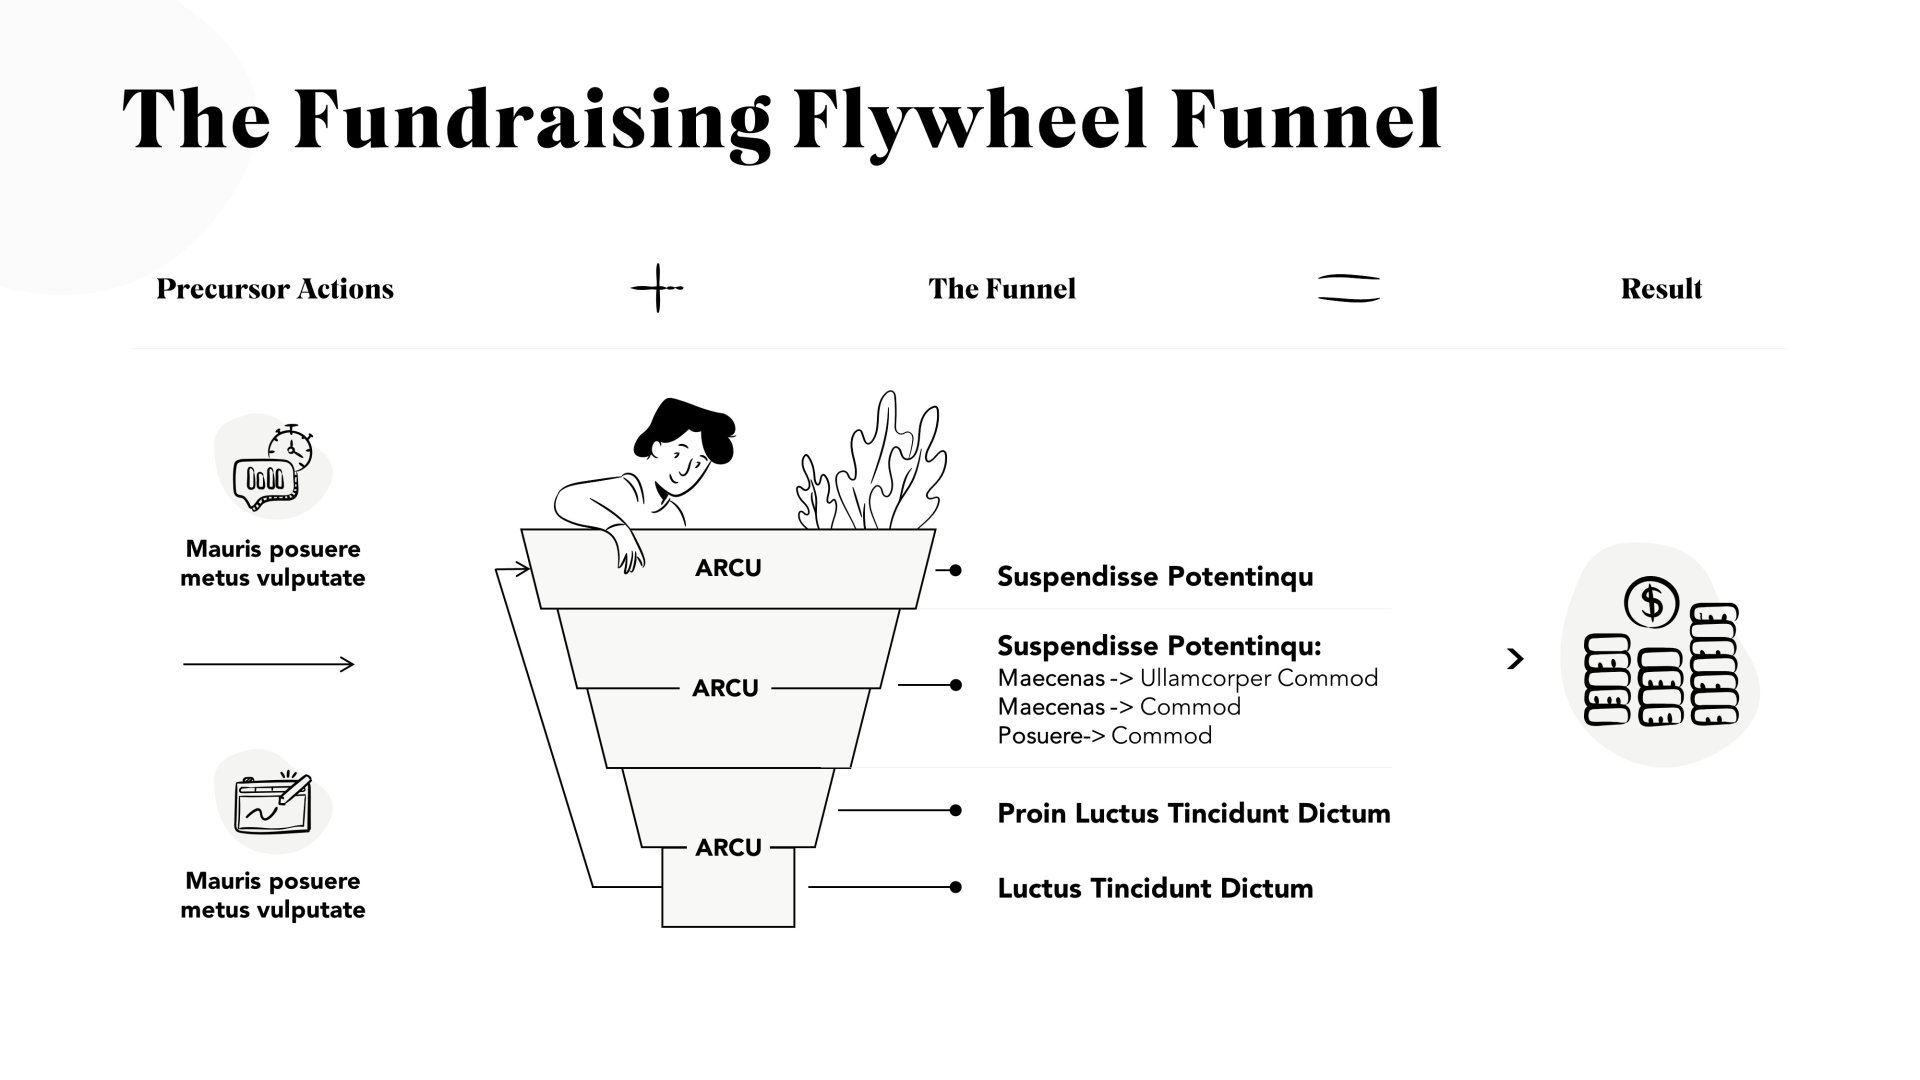 The Fundraising Flywheel Funnel
Precursor Actions
The Funnel
Result
Mauris posuere
metus vulputate
Mauris posuere
metus vulputate
ARCU
ARCU
ARCU
Suspendisse Potentinqu
Suspendisse Potentinqu:
Maecenas -> Ullamcorper Commod
Maecenas -> Commod
Posuere-> Commod
Proin Luctus Tincidunt Dictum
Luctus Tincidunt Dictum
$